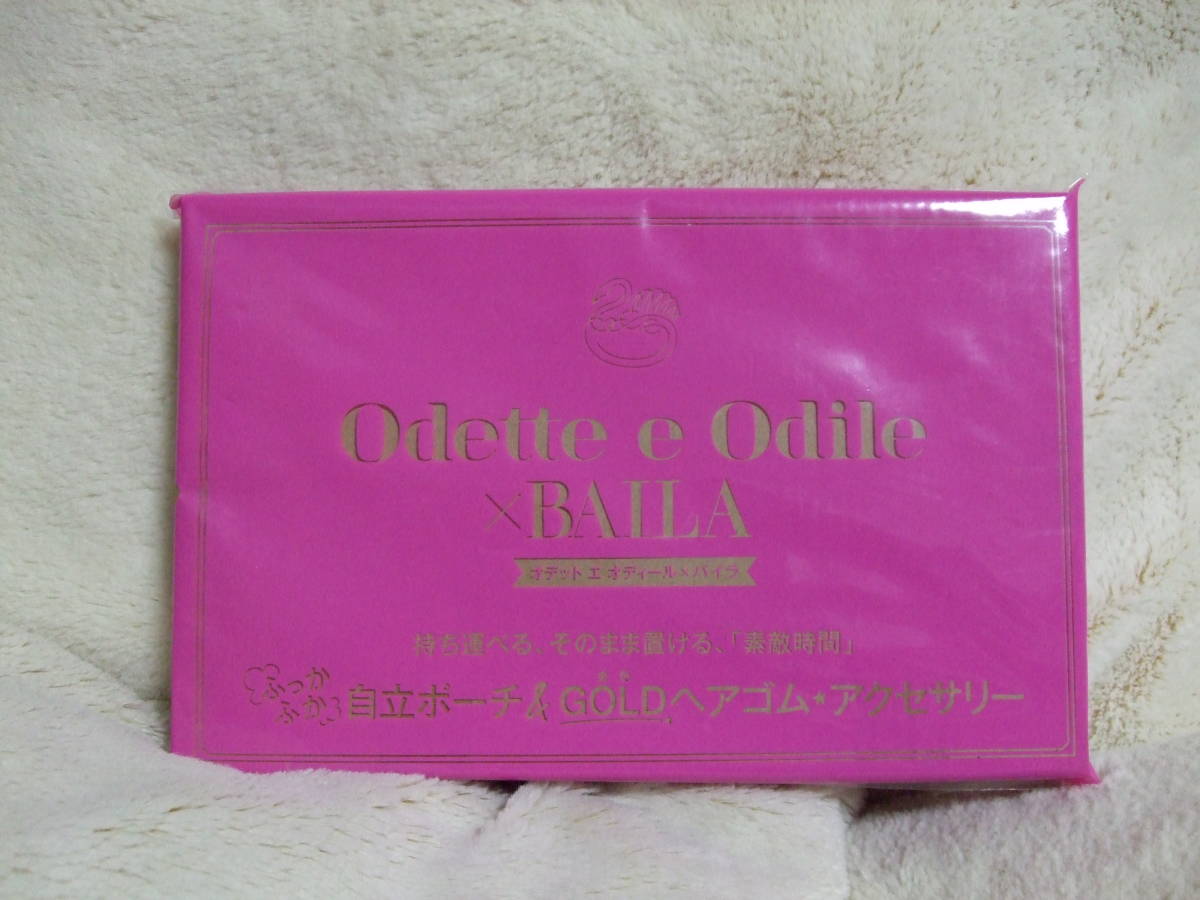 Odette e Odile
×BAILA
オデット エ オディール×バイラ
持ち運べる、そのまま置ける、「素敵時間」
ふっかふか 自立ポーチ & GOLDヘアゴム★アクセサリー